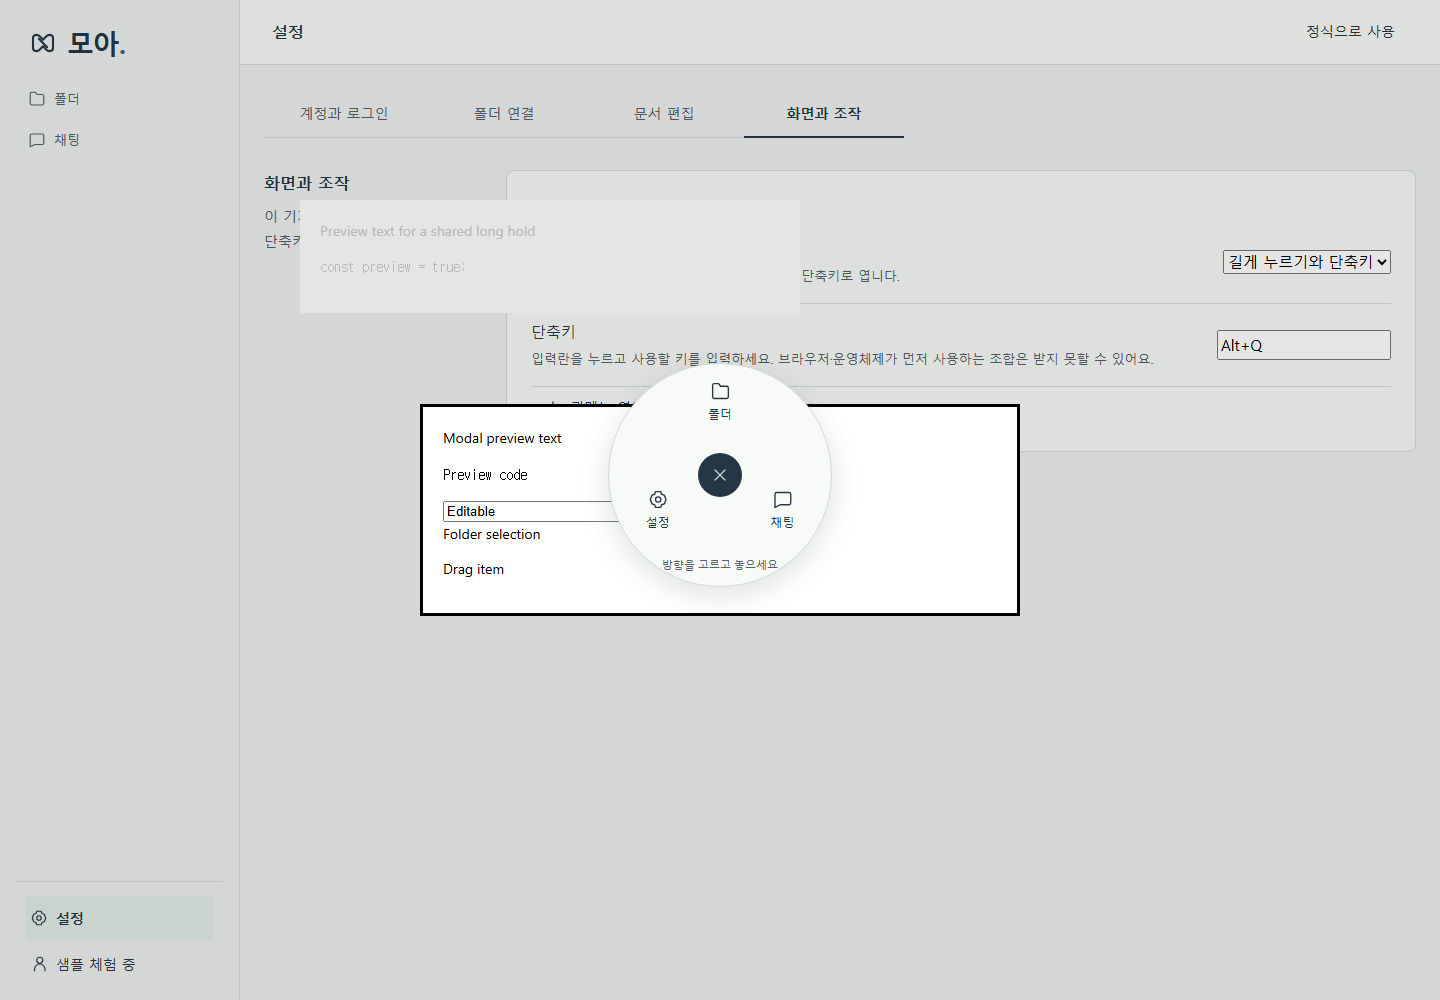 모아.
폴더
채팅
설정
샘플 체험 중
설정
정식으로 사용
계정과 로그인
폴더 연결
문서 편집
화면과 조작
화면과 조작
이
단축키
Preview text for a shared long hold
const preview = true;
단축키로 엽니다.
길게 누르기와 단축키
단축키
입력란을 누르고 사용할 키를 입력하세요. 브라우저·운영체제가 먼저 사용하는 조합은 받지 못할 수 있어요.
Alt+Q
Modal preview text
Preview code
Editable
Folder selection
Drag item
폴더
설정
채팅
방향을 고르고 놓으세요